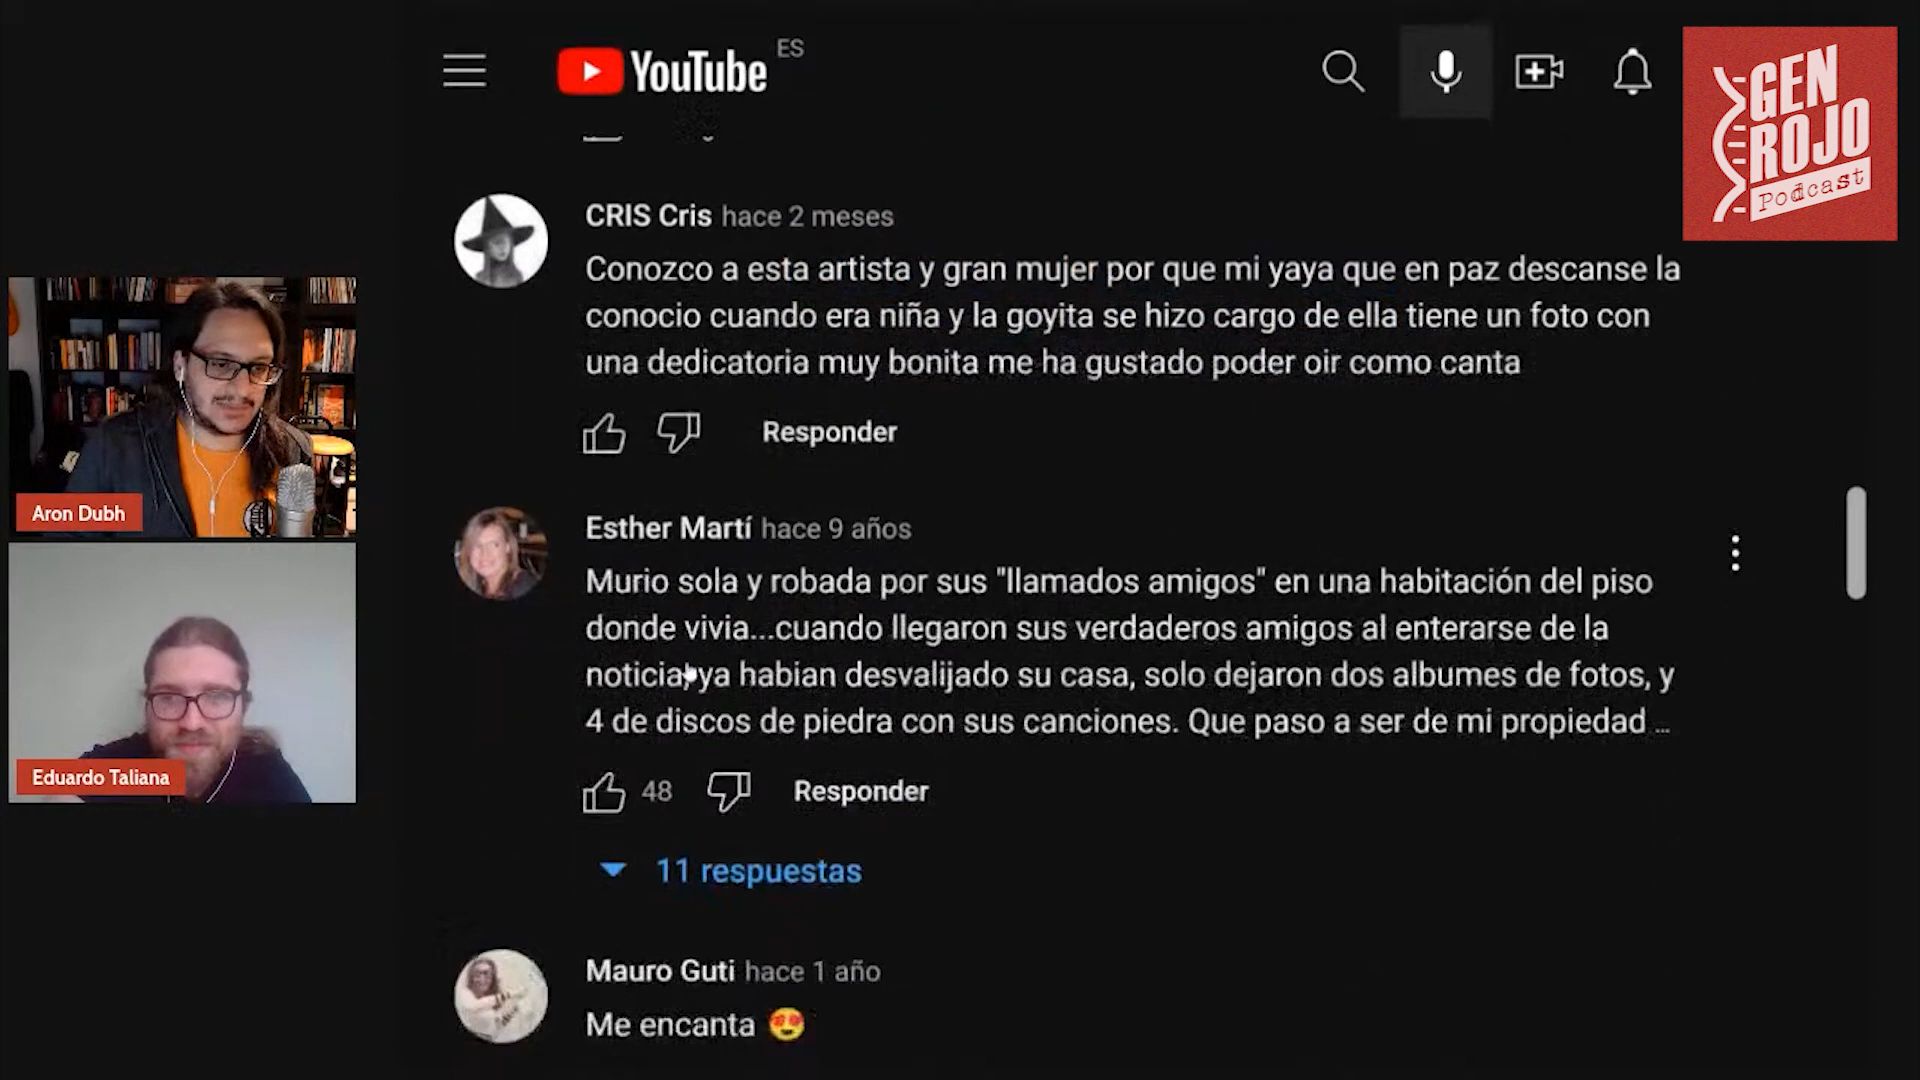 YouTube ES
GEN
ROJO
Podcast
CRIS Cris hace 2 meses
Conozco a esta artista y gran mujer por que mi yaya que en paz descanse la
conocio cuando era niña y la goyita se hizo cargo de ella tiene un foto con
una dedicatoria muy bonita me ha gustado poder oir como canta
Responder
Aron Dubh
Esther Martí hace 9 años
Murio sola y robada por sus "llamados amigos" en una habitación del piso
donde vivia...cuando llegaron sus verdaderos amigos al enterarse de la
noticia, ya habian desvalijado su casa, solo dejaron dos albumes de fotos, y
4 de discos de piedra con sus canciones. Que paso a ser de mi propiedad ...
Eduardo Taliana
48 Responder
11 respuestas
Mauro Guti hace 1 año
Me encanta 😍